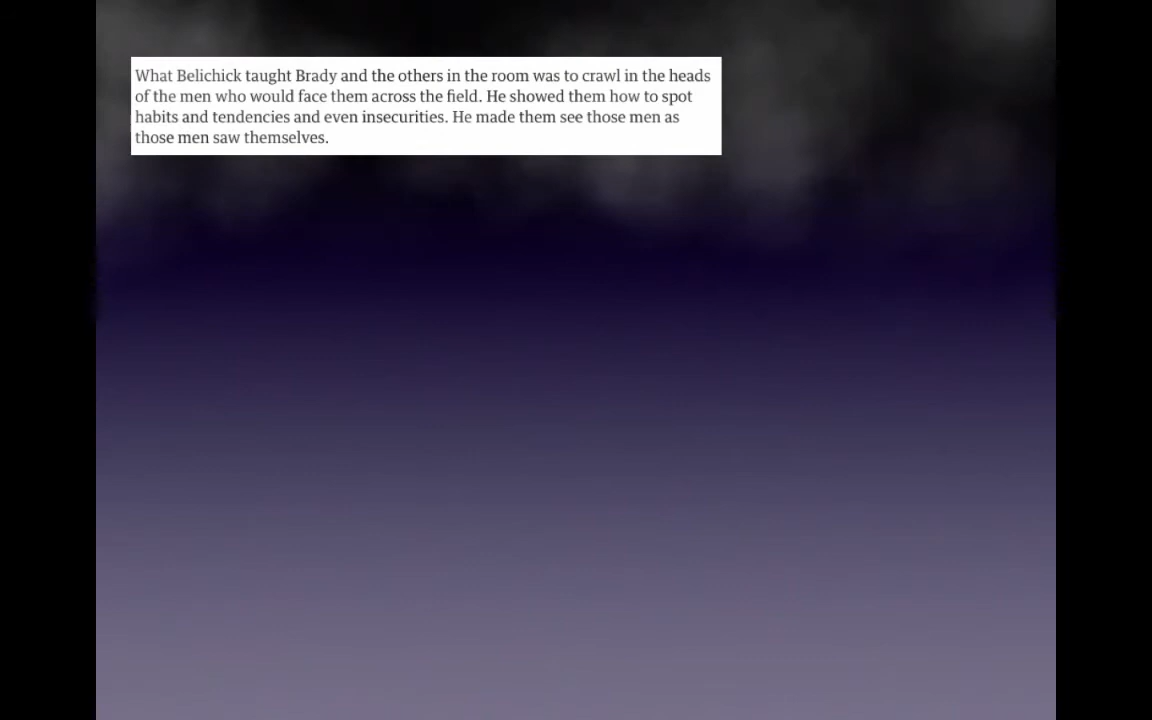 What Belichick taught Brady and the others in the room was to crawl in the heads
of the men who would face them across the field. He showed them how to spot
habits and tendencies and even insecurities. He made them see those men as
those men saw themselves.